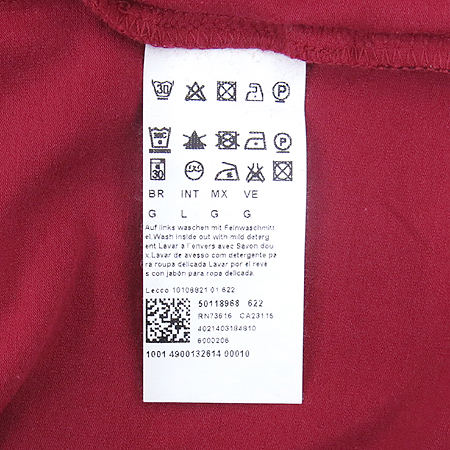 30
P
30°C
P
30
BR INT MX VE
G L G G
Auf links waschen mit Feinwaschmitt
el.Wash inside out with mild deterg
ent Lavar à l'envers avec Savon dou
x.Lavar de avesso com detergente pa
ra roupa delicada.Lavar por el revé
s con jabón para ropa delicada.
Lecco 10106821 01 622
50118968 622
RN73616 CA23115
4021403184810
6000206
1001 4900132614 00010